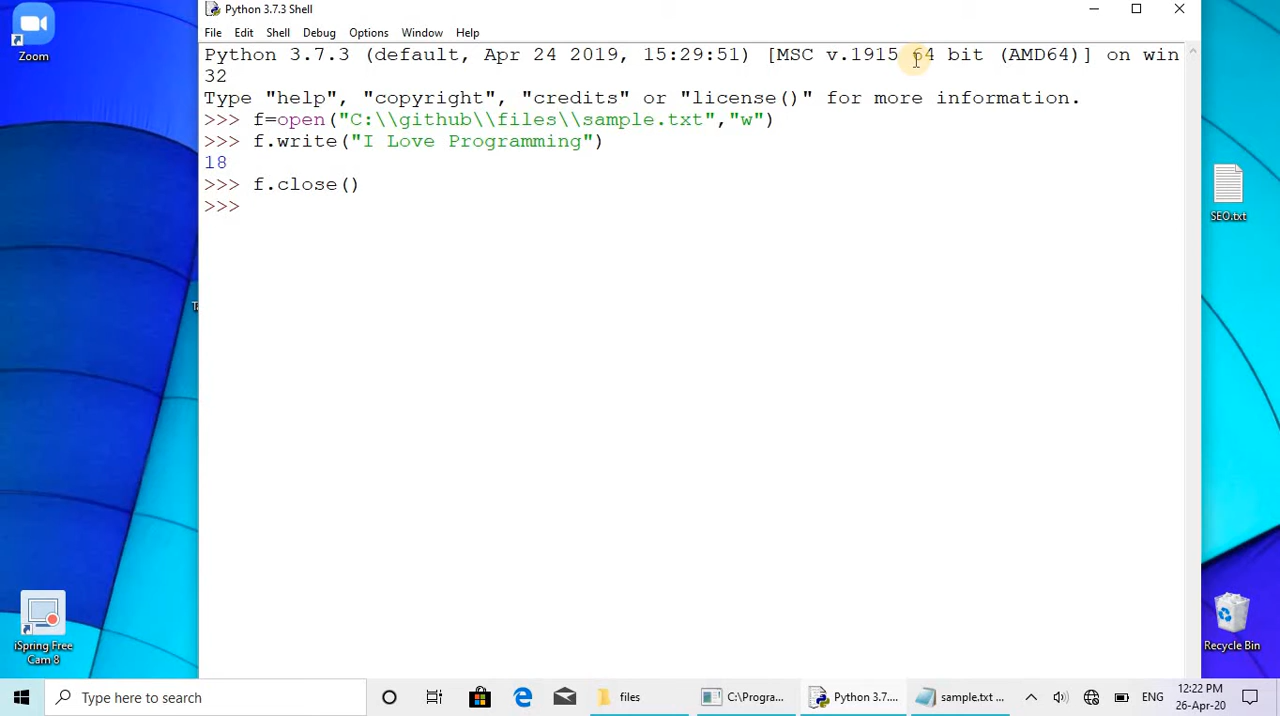 Python 3.7.3 Shell
Zoom
File Edit Shell Debug Options Window Help
Python 3.7.3 (default, Apr 24 2019, 15:29:51) [MSC v.1915 64 bit (AMD64)] on win
32
Type "help", "copyright", "credits" or "license()" for more information.
>>> f=open("C:\\github\\files\\sample.txt","w")
>>> f.write("I Love Programming")
18
>>> f.close()
>>>
SEO.txt
iSpring Free
Cam 8
Recycle Bin
Type here to search
files
C:\Progra...
Python 3.7....
sample.txt ...
ENG
12:22 PM
26-Apr-20